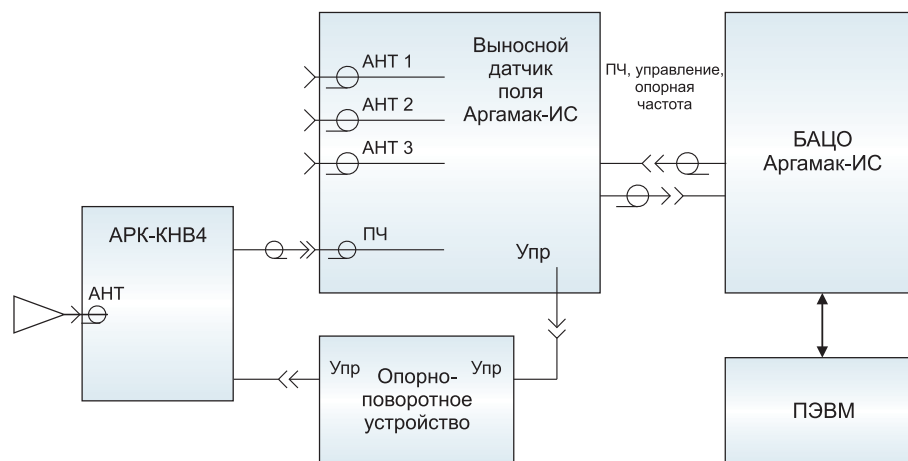 АНТ 1
АНТ 2
АНТ 3
ПЧ
Выносной
датчик
поля
Аргамак-ИС
Упр
ПЧ, управление,
опорная
частота
БАЦО
Аргамак-ИС
АРК-КНВ4
АНТ
Упр
Упр
Опорно-
поворотное
устройство
ПЭВМ